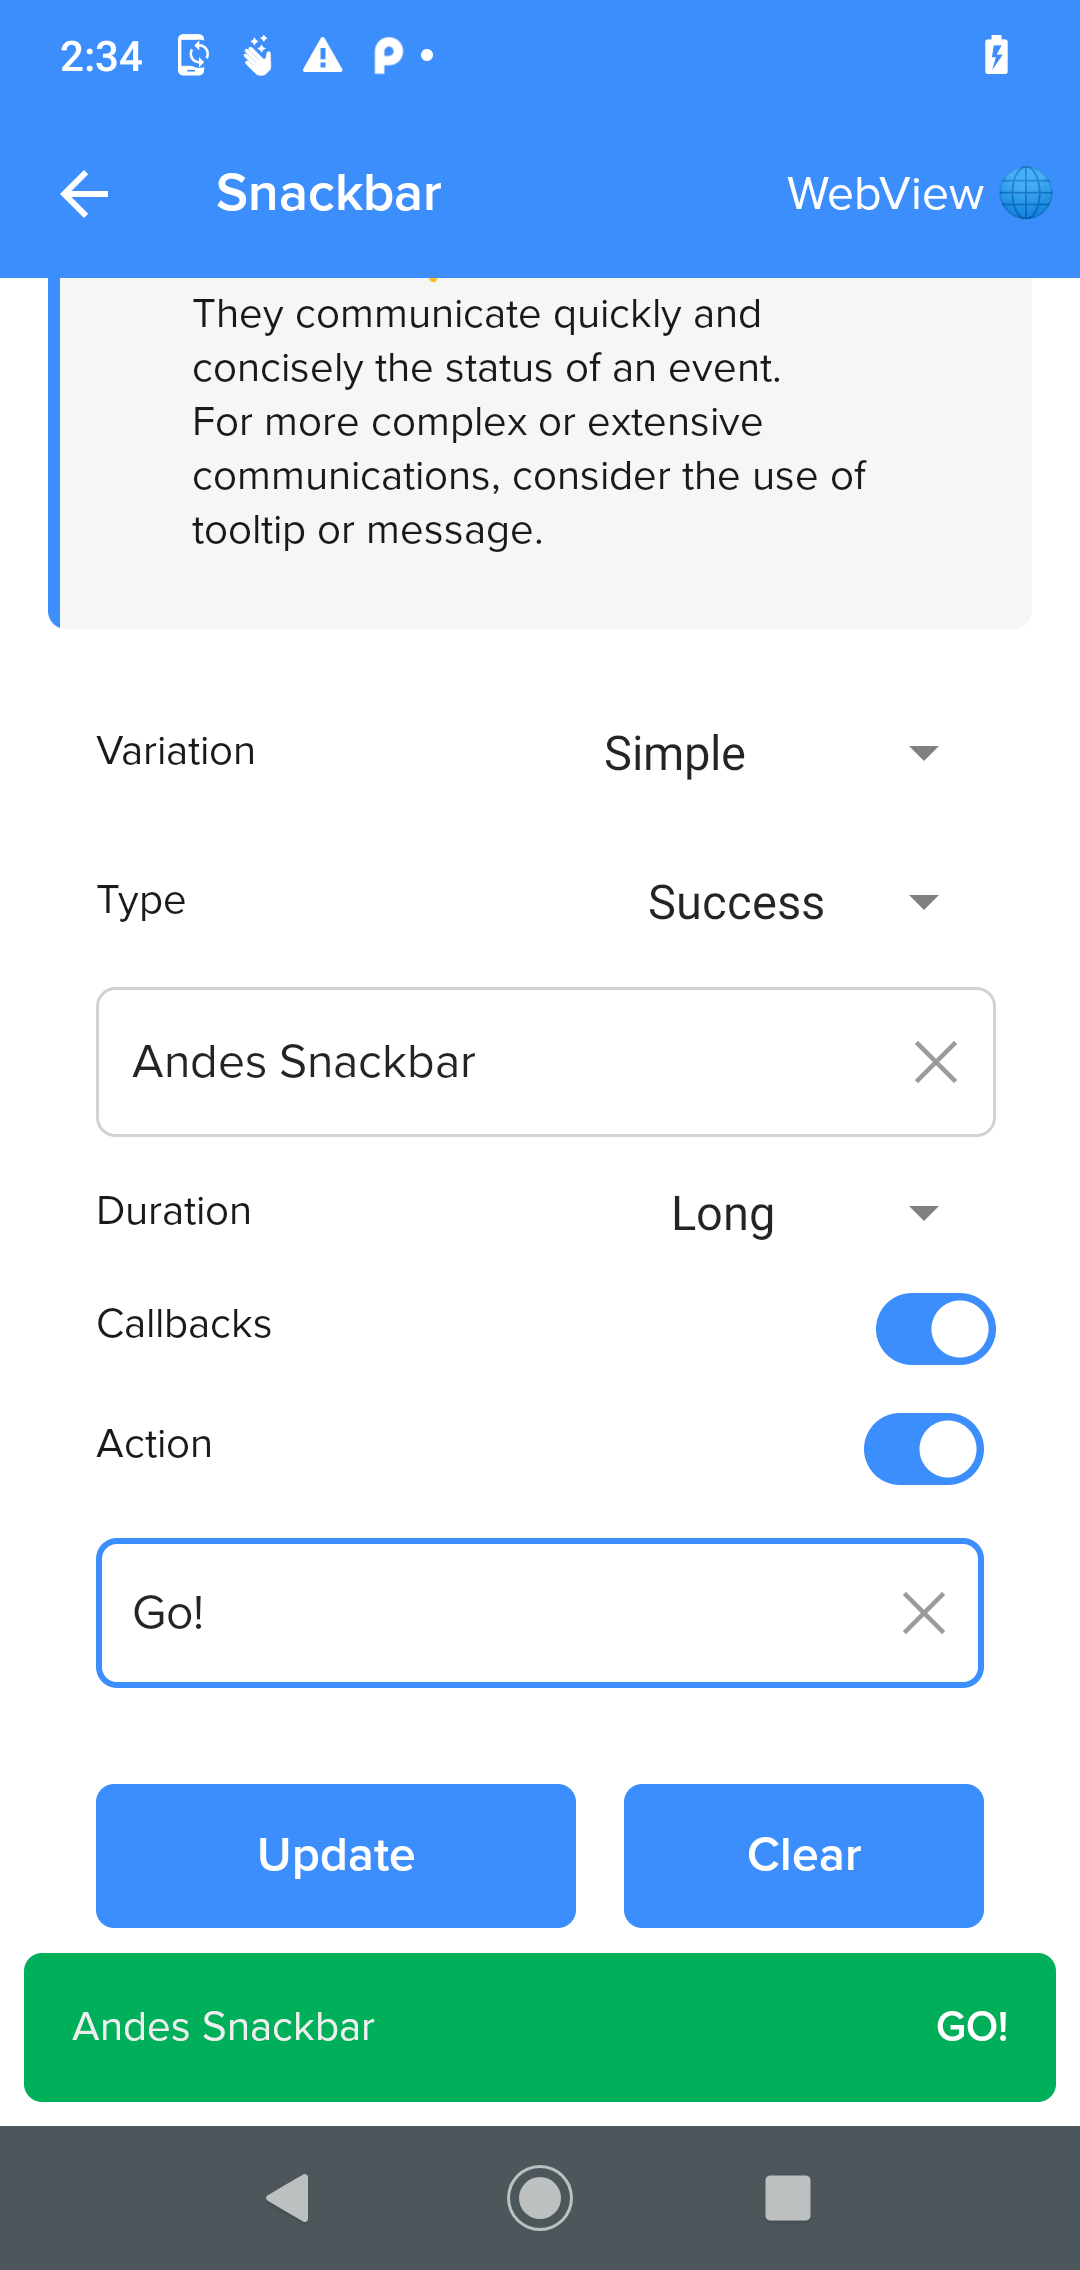 2:34
Snackbar
WebView
They communicate quickly and
concisely the status of an event.
For more complex or extensive
communications, consider the use of
tooltip or message.
Variation
Simple
Type
Success
Andes Snackbar
Duration
Long
Callbacks
Action
Go!
Update
Clear
Andes Snackbar
GO!